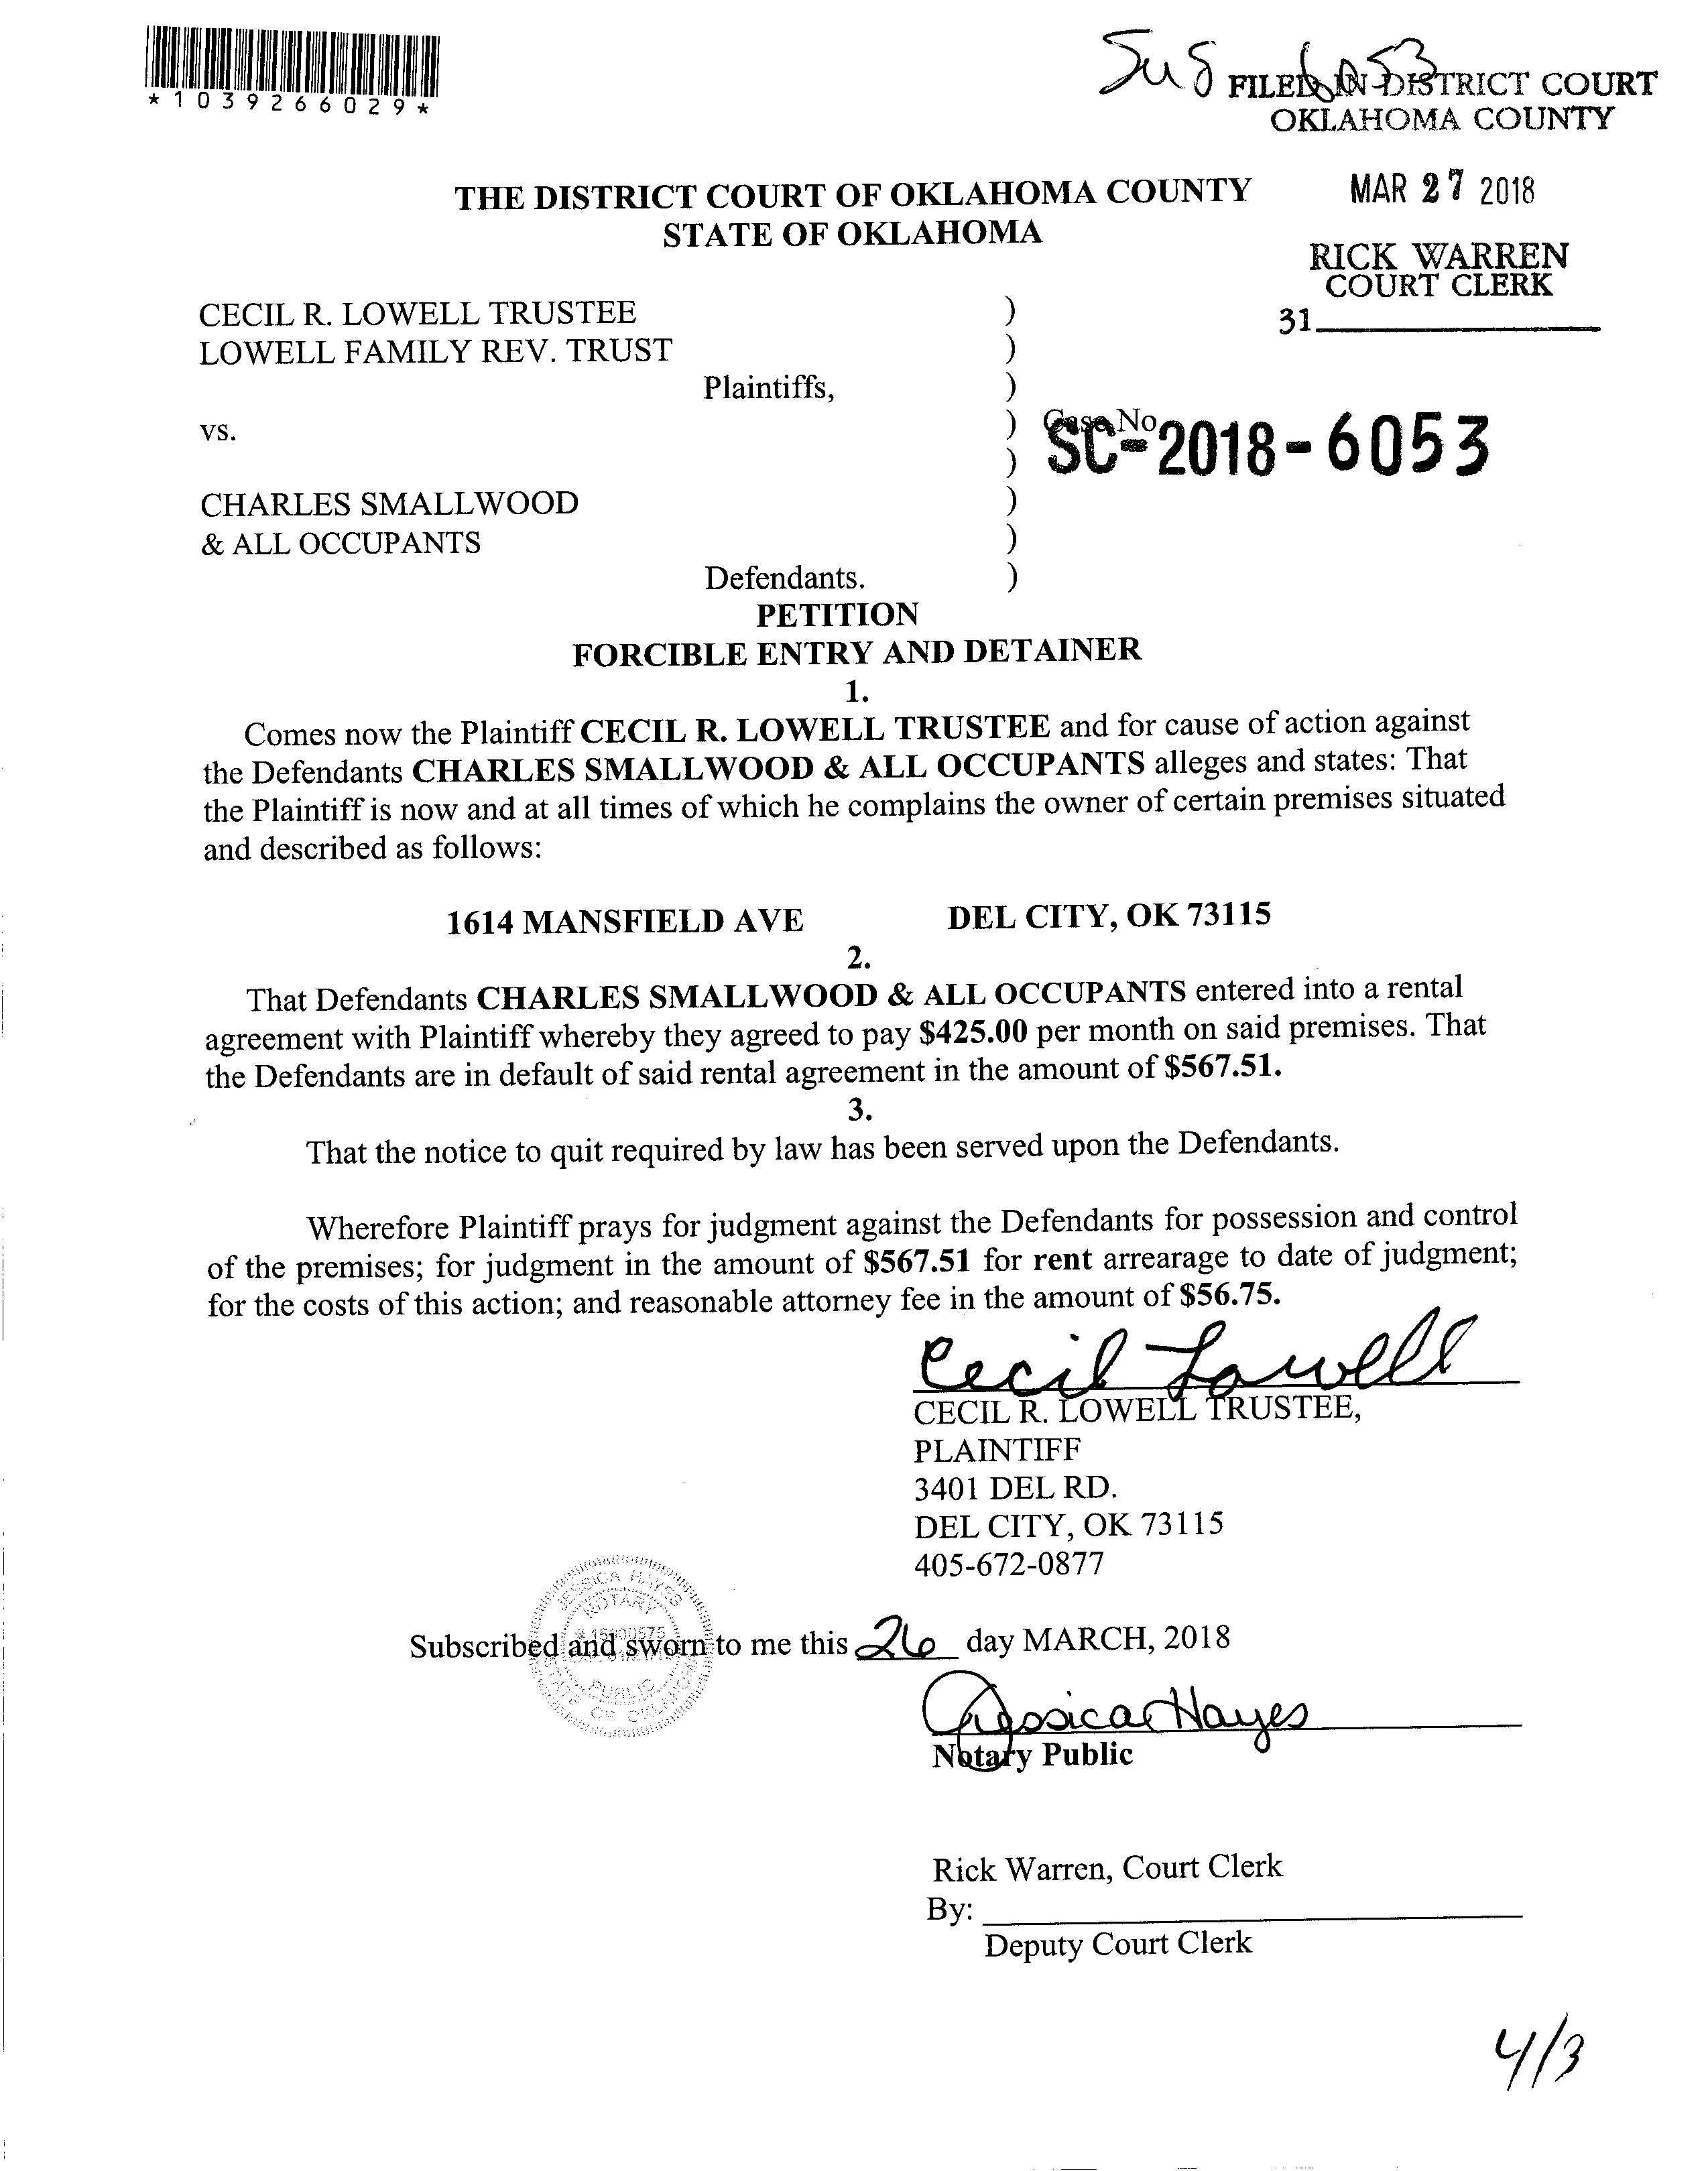 *1039266029*
6053
FILED IN DISTRICT COURT
OKLAHOMA COUNTY
MAR 27 2018
RICK WARREN
COURT CLERK
31
THE DISTRICT COURT OF OKLAHOMA COUNTY
STATE OF OKLAHOMA
CECIL R. LOWELL TRUSTEE )
LOWELL FAMILY REV. TRUST )
Plaintiffs, )
vs. ) Case No
) SC-2018-6053
CHARLES SMALLWOOD )
& ALL OCCUPANTS )
Defendants. )
PETITION
FORCIBLE ENTRY AND DETAINER
1.
Comes now the Plaintiff CECIL R. LOWELL TRUSTEE and for cause of action against
the Defendants CHARLES SMALLWOOD & ALL OCCUPANTS alleges and states: That
the Plaintiff is now and at all times of which he complains the owner of certain premises situated
and described as follows:
1614 MANSFIELD AVE DEL CITY, OK 73115
2.
That Defendants CHARLES SMALLWOOD & ALL OCCUPANTS entered into a rental
agreement with Plaintiff whereby they agreed to pay $425.00 per month on said premises. That
the Defendants are in default of said rental agreement in the amount of $567.51.
3.
That the notice to quit required by law has been served upon the Defendants.
Wherefore Plaintiff prays for judgment against the Defendants for possession and control
of the premises; for judgment in the amount of $567.51 for rent arrearage to date of judgment;
for the costs of this action; and reasonable attorney fee in the amount of $56.75.
Cecil Lowell
CECIL R. LOWELL TRUSTEE,
PLAINTIFF
3401 DEL RD.
DEL CITY, OK 73115
405-672-0877
JESSICA HAYES
NOTARY
PUBLIC
STATE OF OKLAHOMA
Subscribed and sworn to me this 26 day MARCH, 2018
Jessica Hayes
Notary Public
Rick Warren, Court Clerk
By:
Deputy Court Clerk
4/3